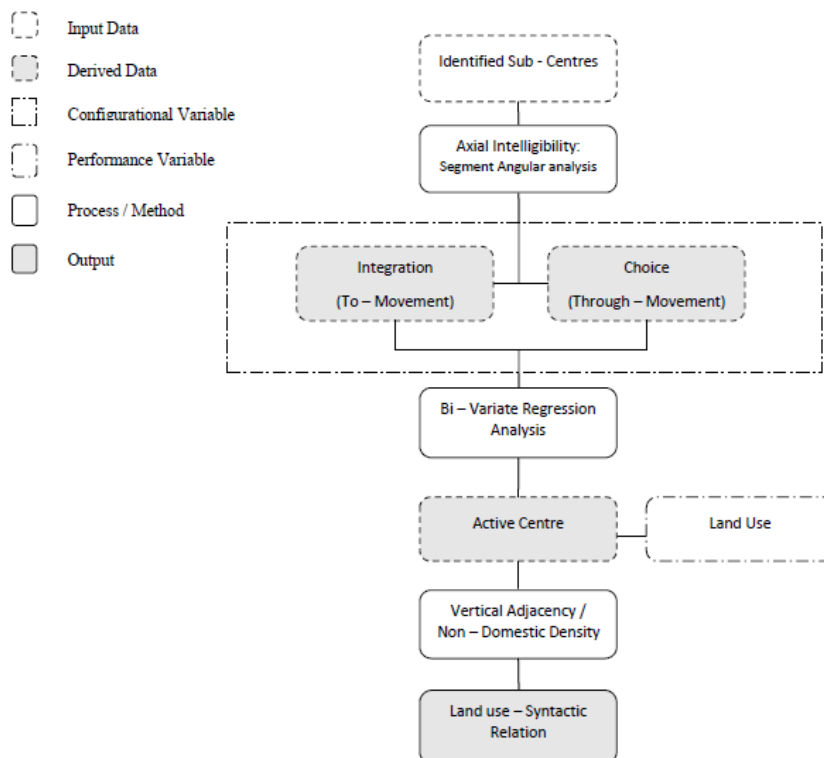 Input Data
Derived Data
Configurational Variable
Performance Variable
Process / Method
Output
Identified Sub - Centres
Axial Intelligibility:
Segment Angular analysis
Integration
(To – Movement)
Choice
(Through – Movement)
Bi – Variate Regression
Analysis
Active Centre
Land Use
Vertical Adjacency /
Non – Domestic Density
Land use – Syntactic
Relation